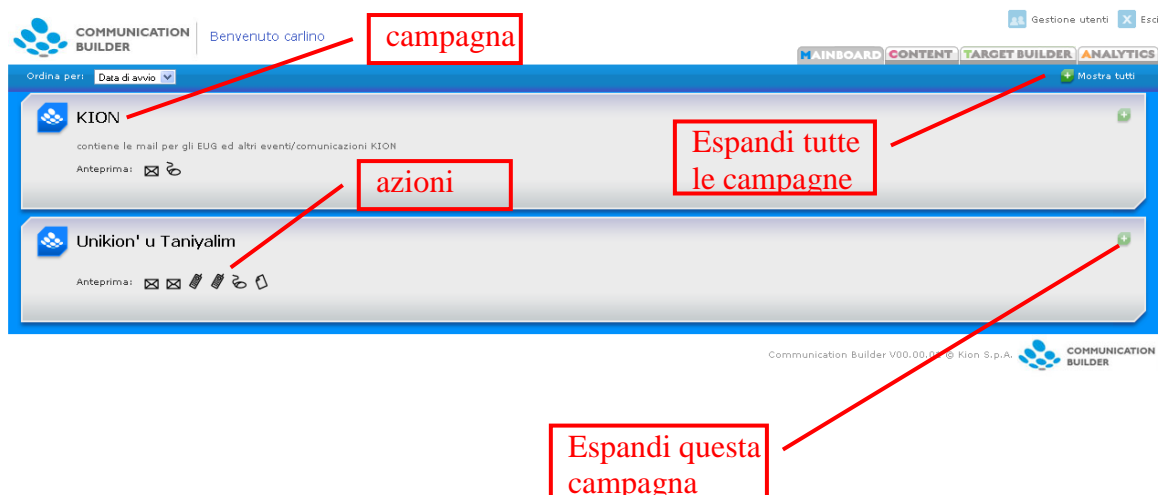 COMMUNICATION
BUILDER
Benvenuto carlino
campagna
Gestione utenti
X Esci
MAINBOARD CONTENT TARGET BUILDER ANALYTICS
Ordina per: Data di avvio
Mostra tutti
KION
contiene le mail per gli EUG ed altri eventi/comunicazioni KION
Anteprima:
Espandi tutte
le campagne
azioni
Unikion' u Taniyalim
Anteprima:
Communication Builder V00.00.0 © Kion S.p.A.
COMMUNICATION
BUILDER
Espandi questa
campagna